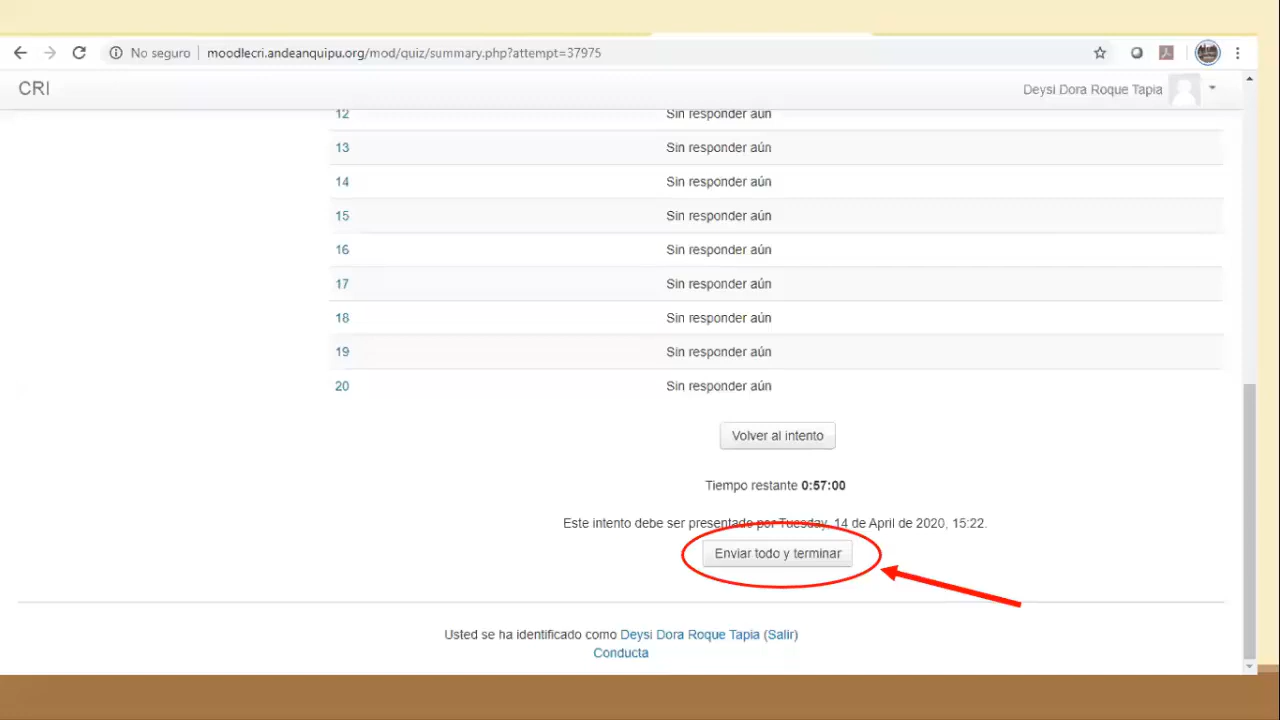 No seguro moodlecri.andeanquipu.org/mod/quiz/summary.php?attempt=37975
CRI Deysi Dora Roque Tapia
12 Sin responder aún
13 Sin responder aún
14 Sin responder aún
15 Sin responder aún
16 Sin responder aún
17 Sin responder aún
18 Sin responder aún
19 Sin responder aún
20 Sin responder aún
Volver al intento
Tiempo restante 0:57:00
Este intento debe ser presentado por Tuesday, 14 de April de 2020, 15:22.
Enviar todo y terminar
Usted se ha identificado como Deysi Dora Roque Tapia (Salir)
Conducta